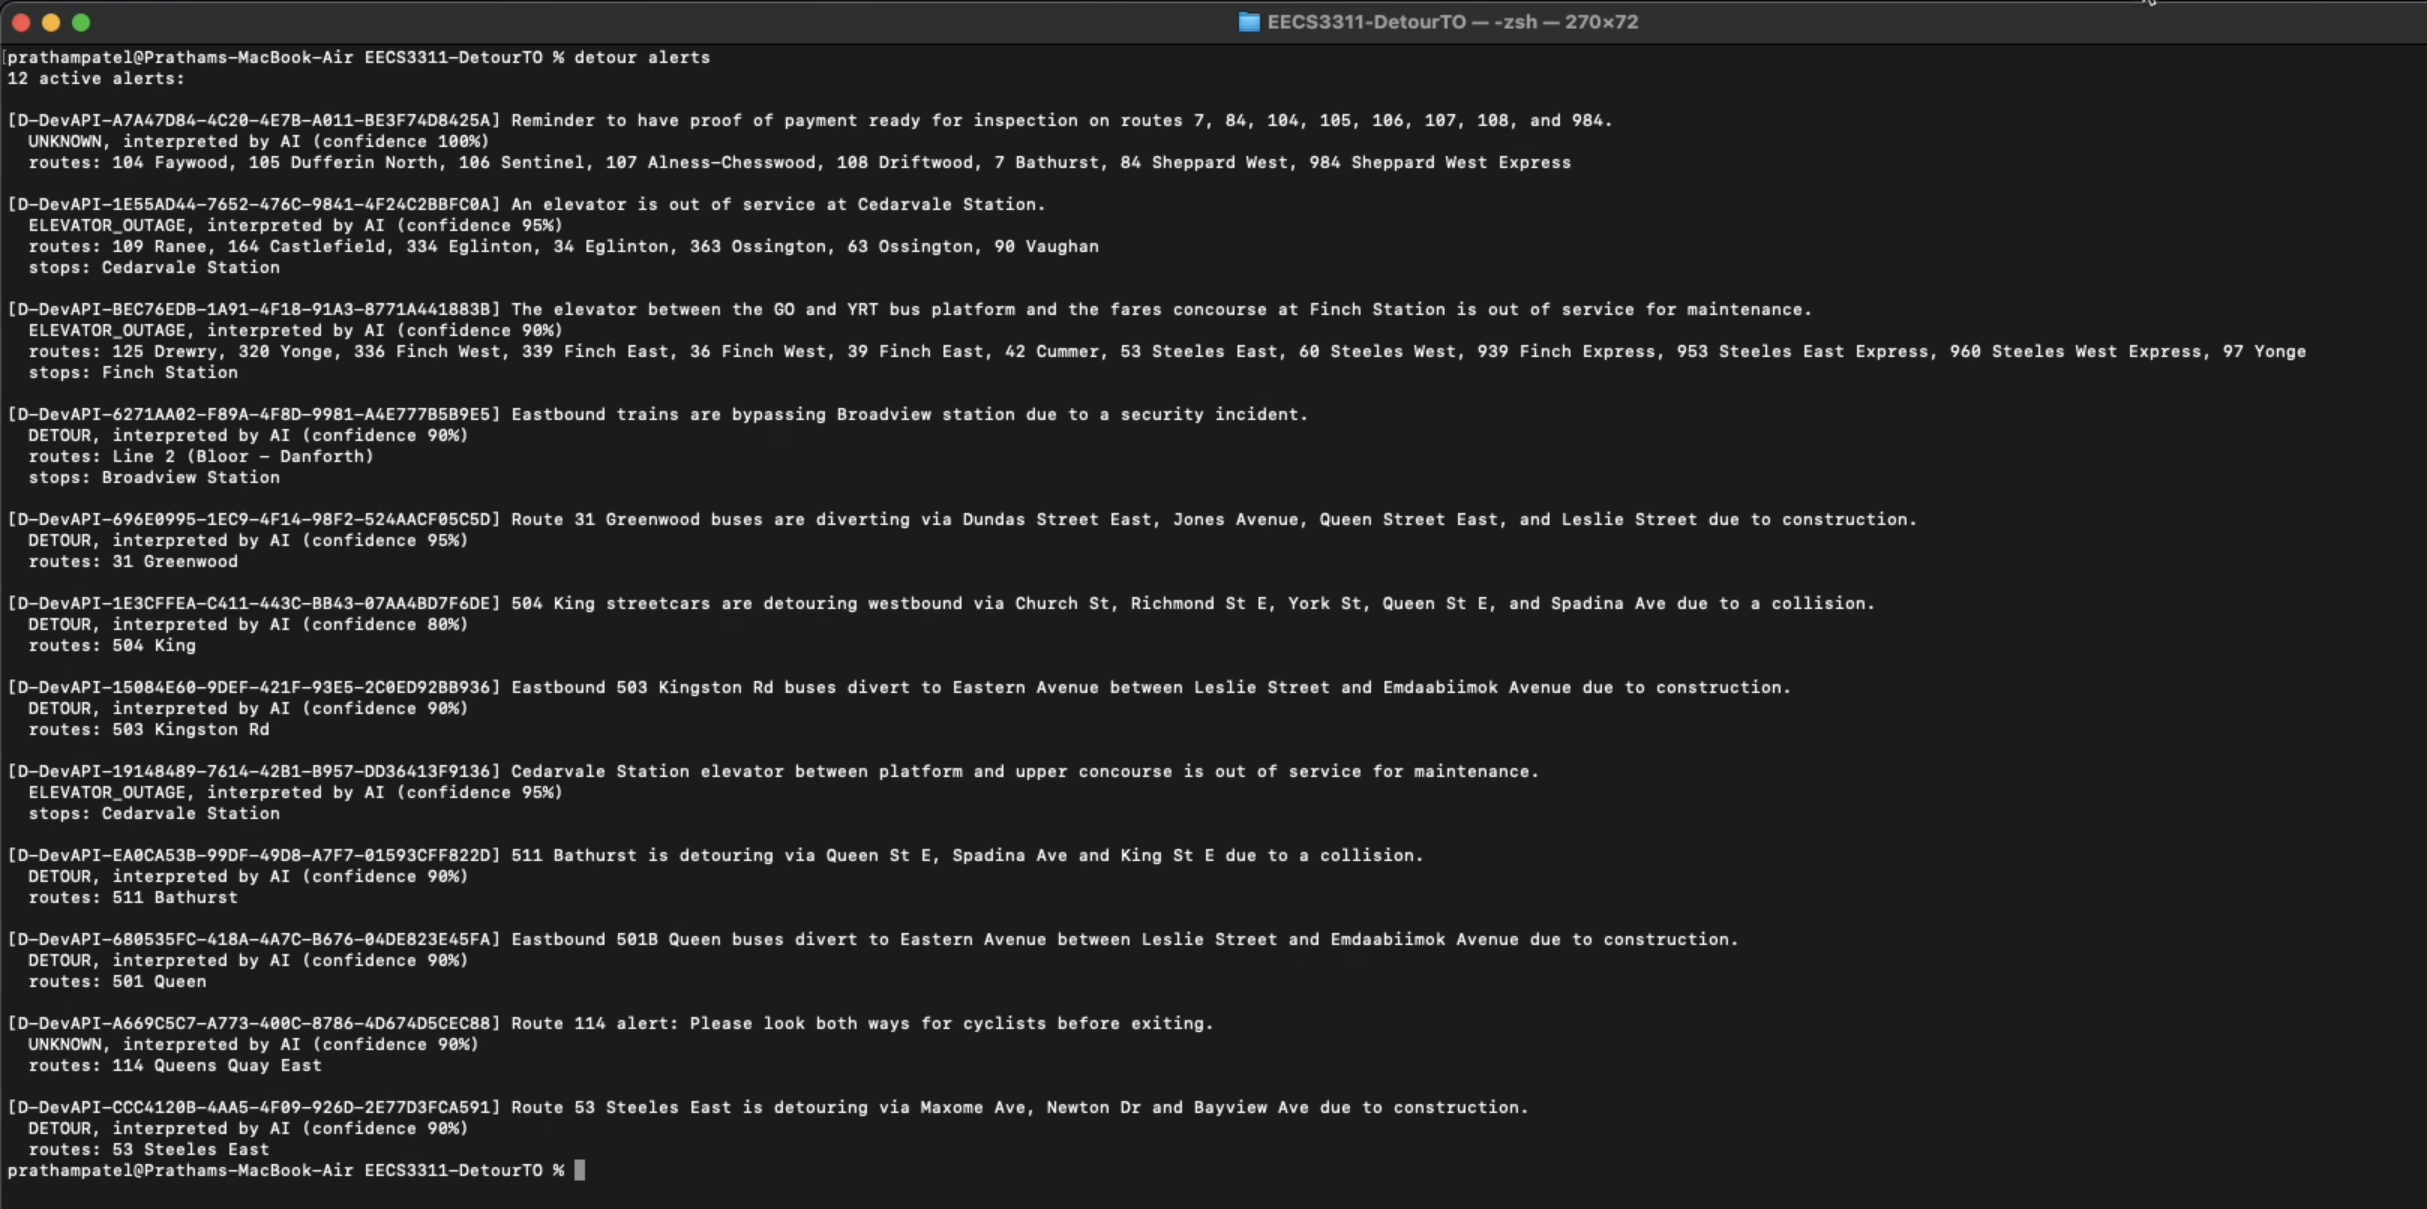 EECS3311-DetourTO — -zsh — 270×72
[prathampatel@Prathams-MacBook-Air EECS3311-DetourTO % detour alerts
12 active alerts:
[D-DevAPI-A7A47D84-4C20-4E7B-A011-BE3F74D8425A] Reminder to have proof of payment ready for inspection on routes 7, 84, 104, 105, 106, 107, 108, and 984.
UNKNOWN, interpreted by AI (confidence 100%)
routes: 104 Faywood, 105 Dufferin North, 106 Sentinel, 107 Alness-Chesswood, 108 Driftwood, 7 Bathurst, 84 Sheppard West, 984 Sheppard West Express
[D-DevAPI-1E55AD44-7652-476C-9841-4F24C2BBFC0A] An elevator is out of service at Cedarvale Station.
ELEVATOR_OUTAGE, interpreted by AI (confidence 95%)
routes: 109 Ranee, 164 Castlefield, 334 Eglinton, 34 Eglinton, 363 Ossington, 63 Ossington, 90 Vaughan
stops: Cedarvale Station
[D-DevAPI-BEC76EDB-1A91-4F18-91A3-8771A441883B] The elevator between the GO and YRT bus platform and the fares concourse at Finch Station is out of service for maintenance.
ELEVATOR_OUTAGE, interpreted by AI (confidence 90%)
routes: 125 Drewry, 320 Yonge, 336 Finch West, 339 Finch East, 36 Finch West, 39 Finch East, 42 Cummer, 53 Steeles East, 60 Steeles West, 939 Finch Express, 953 Steeles East Express, 960 Steeles West Express, 97 Yonge
stops: Finch Station
[D-DevAPI-6271AA02-F89A-4F8D-9981-A4E777B5B9E5] Eastbound trains are bypassing Broadview station due to a security incident.
DETOUR, interpreted by AI (confidence 90%)
routes: Line 2 (Bloor - Danforth)
stops: Broadview Station
[D-DevAPI-696E0995-1EC9-4F14-98F2-524AACF05C5D] Route 31 Greenwood buses are diverting via Dundas Street East, Jones Avenue, Queen Street East, and Leslie Street due to construction.
DETOUR, interpreted by AI (confidence 95%)
routes: 31 Greenwood
[D-DevAPI-1E3CFFEA-C411-443C-BB43-07AA4BD7F6DE] 504 King streetcars are detouring westbound via Church St, Richmond St E, York St, Queen St E, and Spadina Ave due to a collision.
DETOUR, interpreted by AI (confidence 80%)
routes: 504 King
[D-DevAPI-15084E60-9DEF-421F-93E5-2C0ED92BB936] Eastbound 503 Kingston Rd buses divert to Eastern Avenue between Leslie Street and Emdaabiimok Avenue due to construction.
DETOUR, interpreted by AI (confidence 90%)
routes: 503 Kingston Rd
[D-DevAPI-19148489-7614-42B1-B957-DD36413F9136] Cedarvale Station elevator between platform and upper concourse is out of service for maintenance.
ELEVATOR_OUTAGE, interpreted by AI (confidence 95%)
stops: Cedarvale Station
[D-DevAPI-EA0CA53B-99DF-49D8-A7F7-01593CFF822D] 511 Bathurst is detouring via Queen St E, Spadina Ave and King St E due to a collision.
DETOUR, interpreted by AI (confidence 90%)
routes: 511 Bathurst
[D-DevAPI-680535FC-418A-4A7C-B676-04DE823E45FA] Eastbound 501B Queen buses divert to Eastern Avenue between Leslie Street and Emdaabiimok Avenue due to construction.
DETOUR, interpreted by AI (confidence 90%)
routes: 501 Queen
[D-DevAPI-A669C5C7-A773-400C-8786-4D674D5CEC88] Route 114 alert: Please look both ways for cyclists before exiting.
UNKNOWN, interpreted by AI (confidence 90%)
routes: 114 Queens Quay East
[D-DevAPI-CCC4120B-4AA5-4F09-926D-2E77D3FCA591] Route 53 Steeles East is detouring via Maxome Ave, Newton Dr and Bayview Ave due to construction.
DETOUR, interpreted by AI (confidence 90%)
routes: 53 Steeles East
prathampatel@Prathams-MacBook-Air EECS3311-DetourTO %